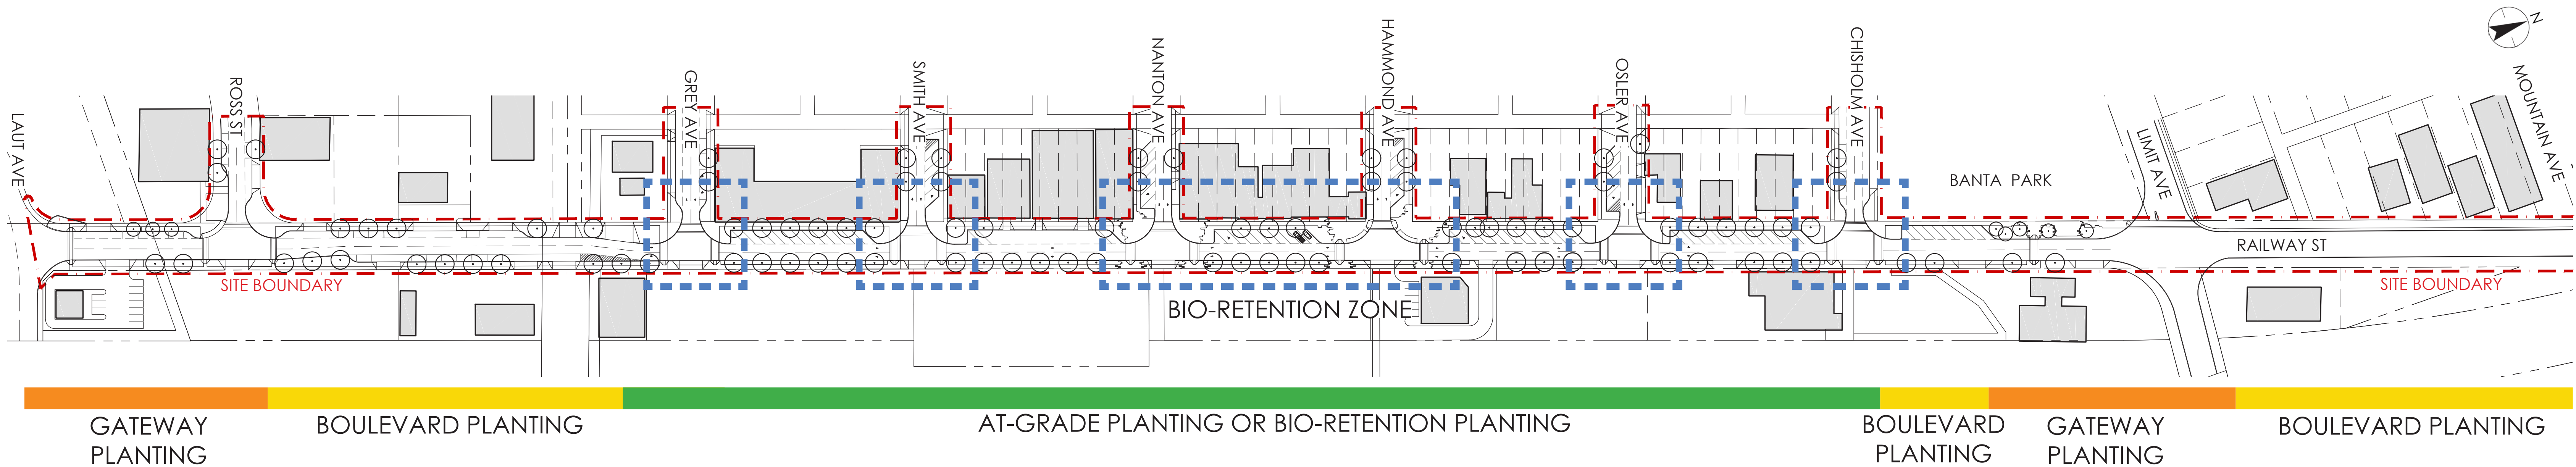 N
LAUT AVE
ROSS ST
GREY AVE
SMITH AVE
NANTON AVE
HAMMOND AVE
OSLER AVE
CHISHOLM AVE
LIMIT AVE
MOUNTAIN AVE
BANTA PARK
RAILWAY ST
SITE BOUNDARY
SITE BOUNDARY
BIO-RETENTION ZONE
GATEWAY
PLANTING
BOULEVARD PLANTING
AT-GRADE PLANTING OR BIO-RETENTION PLANTING
BOULEVARD
PLANTING
GATEWAY
PLANTING
BOULEVARD PLANTING